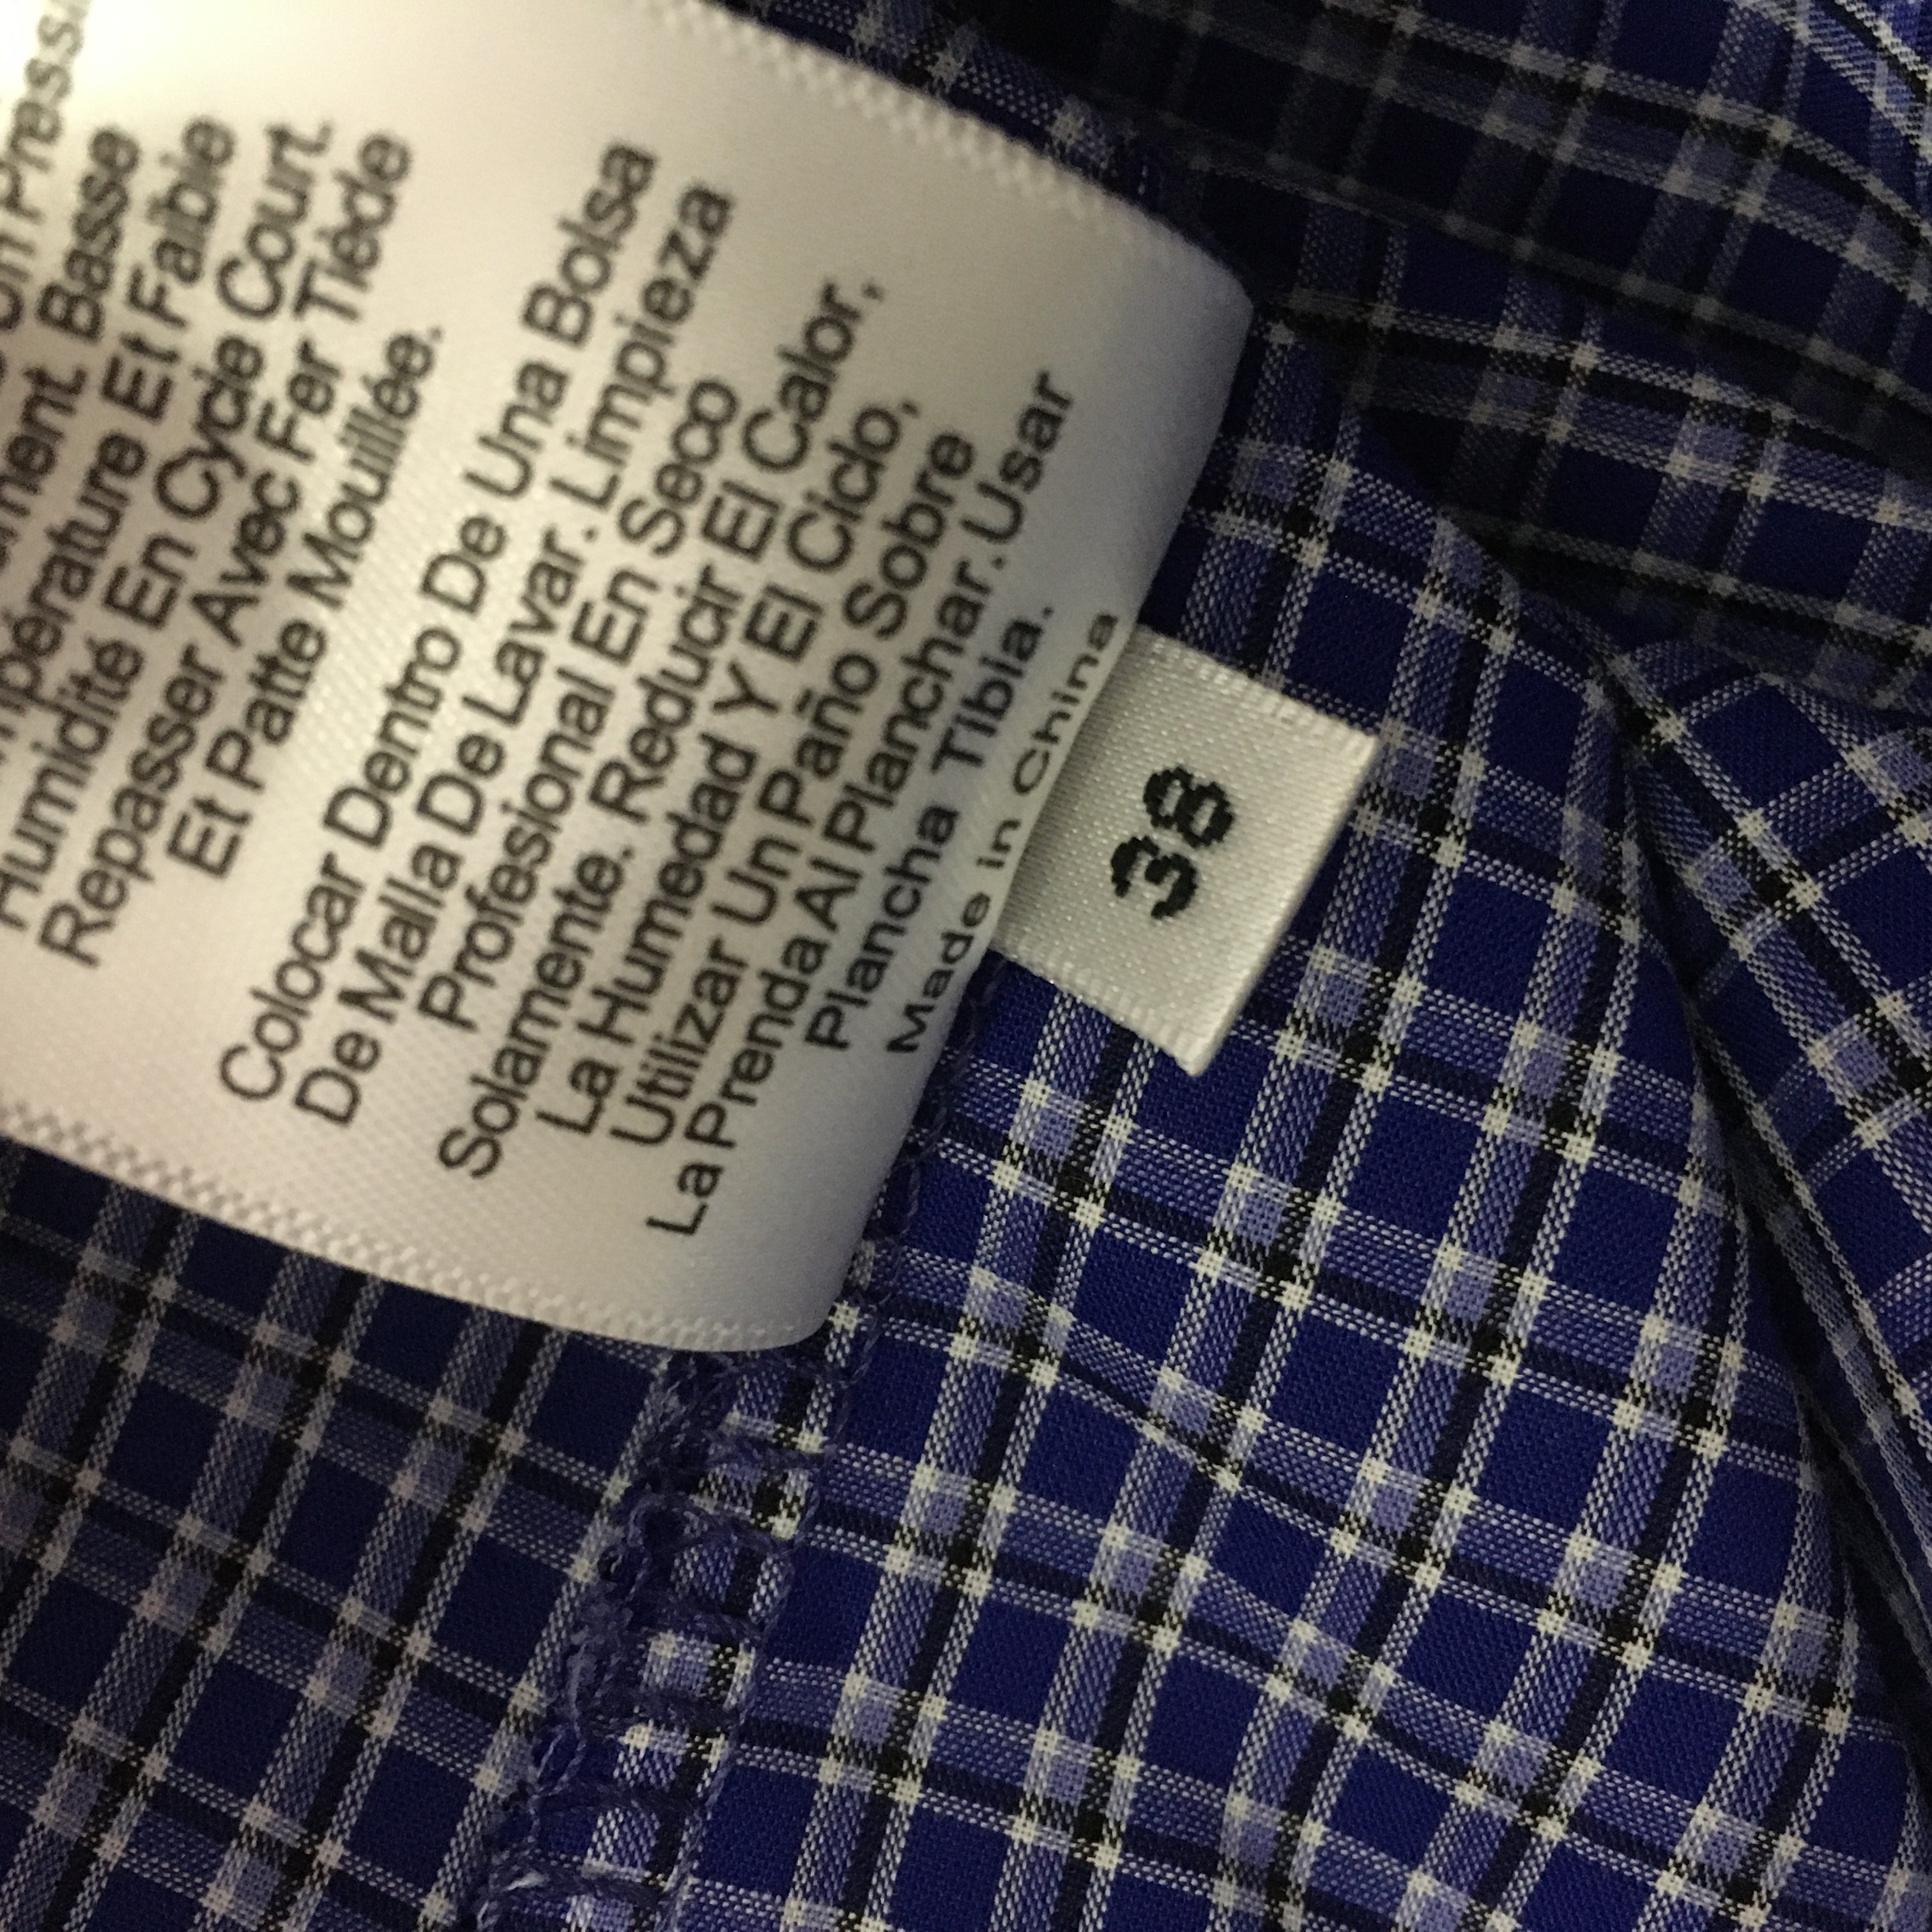 Un Pressi
Basse
Température Et Faible
Humidité En Cycle Court.
Repasser Avec Fer Tiède
Et Patte Mouillée.
Colocar Dentro De Una Bolsa
De Malla De Lavar. Limpieza
Profesional En Seco
Solamente. Reducir El Calor,
La Humedad Y El Ciclo,
Utilizar Un Paño Sobre
La Prenda Al Planchar. Usar
Plancha Tibia.
Made in China
38